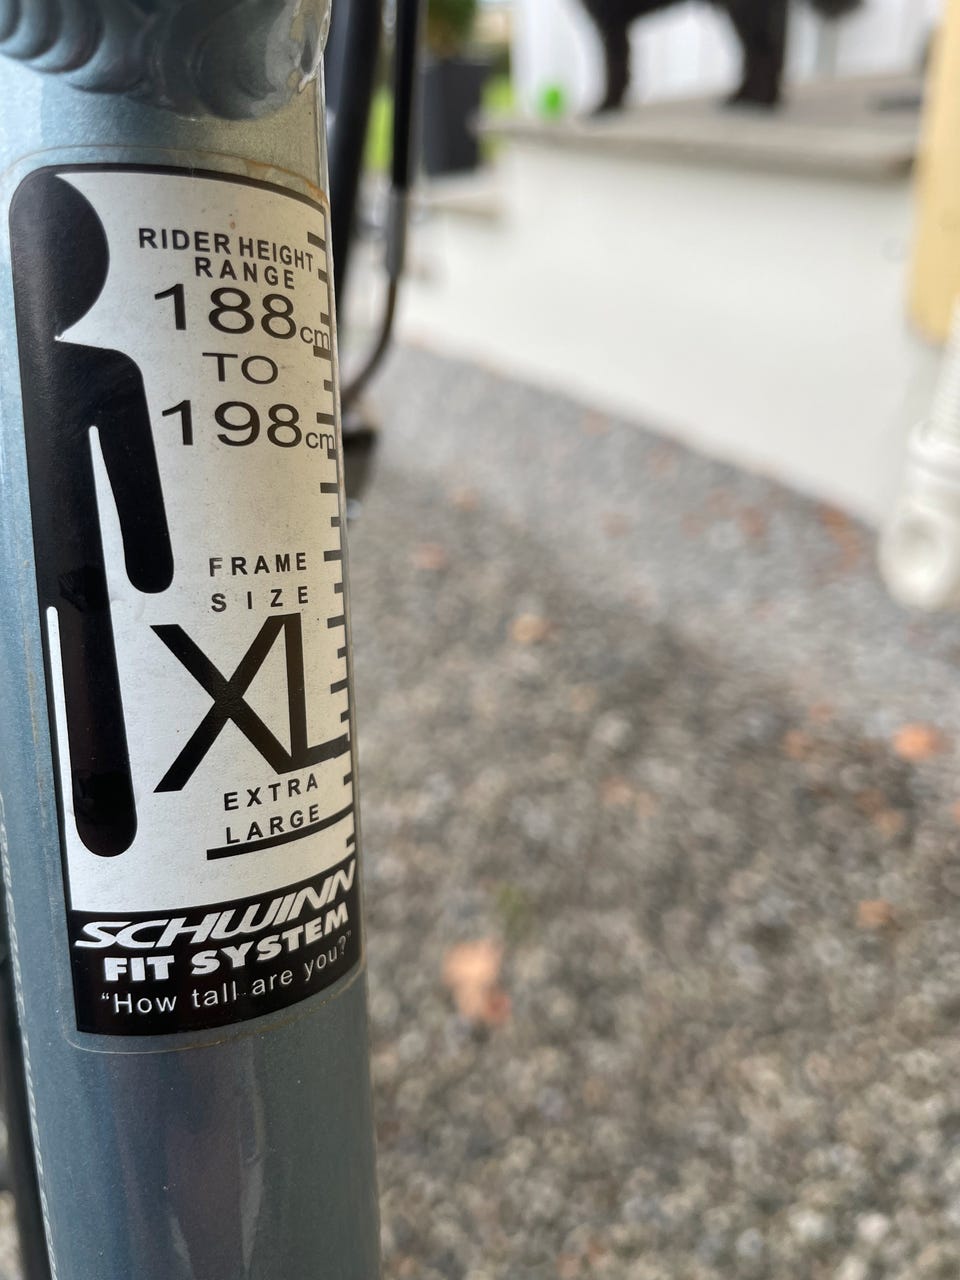 RIDER HEIGHT
RANGE
188cm
TO
198cm
FRAME
SIZE
XL
EXTRA
LARGE
SCHWINN
FIT SYSTEM
“How tall are you?”